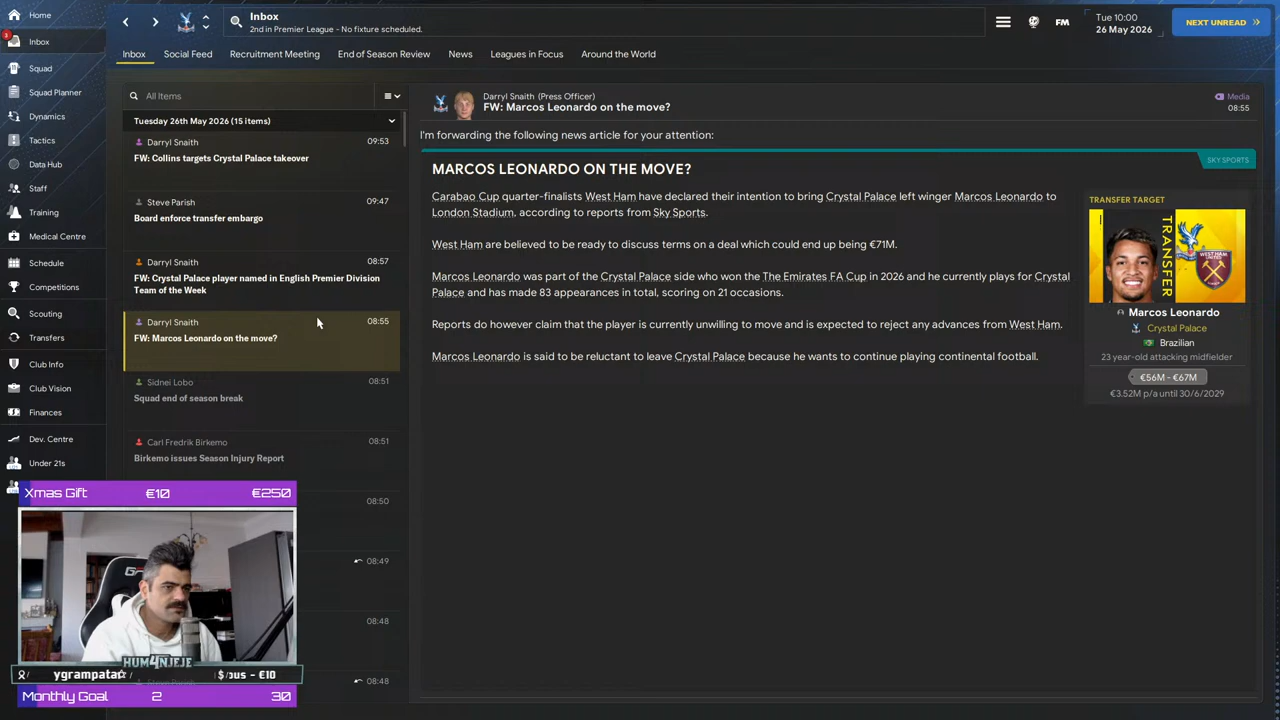 Home
3
Inbox
Squad
Squad Planner
Dynamics
Tactics
Data Hub
Staff
Training
Medical Centre
Schedule
Competitions
Scouting
Transfers
Club Info
Club Vision
Finances
Dev. Centre
Under 21s
Inbox
2nd in Premier League - No fixture scheduled.
FM
Tue 10:00
26 May 2026
NEXT UNREAD
Inbox Social Feed Recruitment Meeting End of Season Review News Leagues in Focus Around the World
All Items
Tuesday 26th May 2026 (15 items)
Darryl Snaith 09:53
FW: Collins targets Crystal Palace takeover
Steve Parish 09:47
Board enforce transfer embargo
Darryl Snaith 08:57
FW: Crystal Palace player named in English Premier Division
Team of the Week
Darryl Snaith 08:55
FW: Marcos Leonardo on the move?
Sidnei Lobo 08:51
Squad end of season break
Carl Fredrik Birkemo 08:51
Birkemo issues Season Injury Report
08:50
08:49
08:48
08:48
Darryl Snaith (Press Officer)
FW: Marcos Leonardo on the move?
Media
08:55
I'm forwarding the following news article for your attention:
SKY SPORTS
MARCOS LEONARDO ON THE MOVE?
Carabao Cup quarter-finalists West Ham have declared their intention to bring Crystal Palace left winger Marcos Leonardo to
London Stadium, according to reports from Sky Sports.
West Ham are believed to be ready to discuss terms on a deal which could end up being €71M.
Marcos Leonardo was part of the Crystal Palace side who won the The Emirates FA Cup in 2026 and he currently plays for Crystal
Palace and has made 83 appearances in total, scoring on 21 occasions.
Reports do however claim that the player is currently unwilling to move and is expected to reject any advances from West Ham.
Marcos Leonardo is said to be reluctant to leave Crystal Palace because he wants to continue playing continental football.
TRANSFER TARGET
TRANSFER
WEST HAM
UNITED
Marcos Leonardo
Crystal Palace
Brazilian
23 year-old attacking midfielder
€56M - €67M
€3.52M p/a until 30/6/2029
Xmas Gift €10 €250
HUM4NJEJE
ygrampatar
- €10
Monthly Goal 2 30